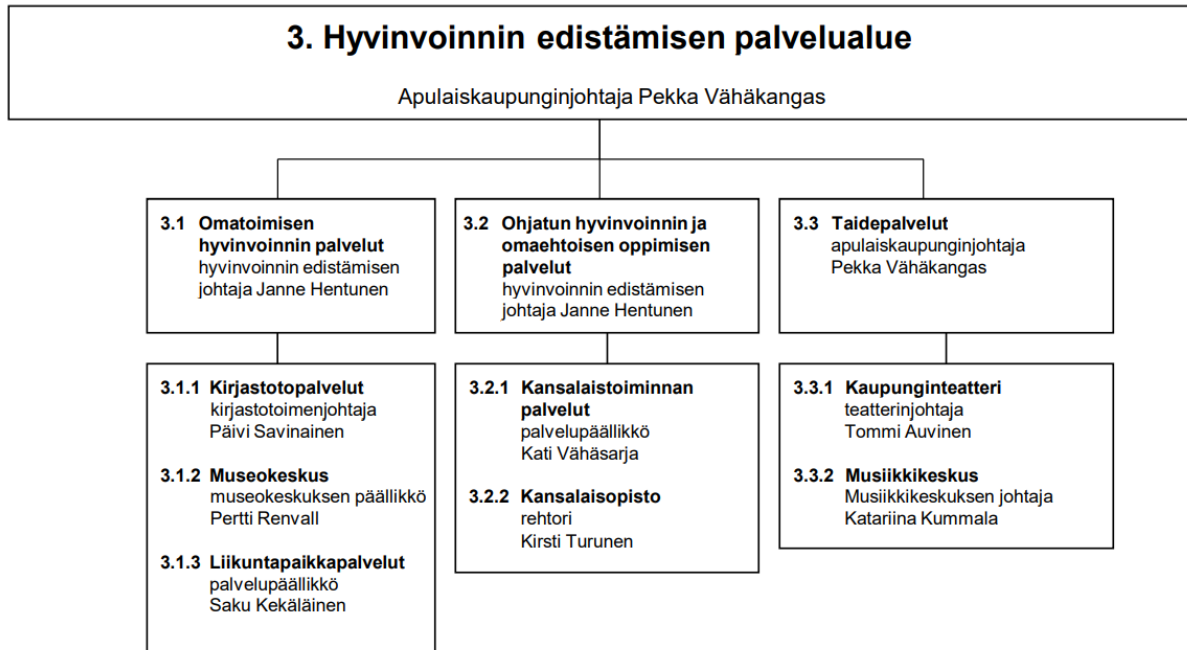 3. Hyvinvoinnin edistämisen palvelualue
Apulaiskaupunginjohtaja Pekka Vähäkangas
3.1 Omatoimisen
hyvinvoinnin palvelut
hyvinvoinnin edistämisen
johtaja Janne Hentunen
3.2 Ohjatun hyvinvoinnin ja
omaehtoisen oppimisen
palvelut
hyvinvoinnin edistämisen
johtaja Janne Hentunen
3.3 Taidepalvelut
apulaiskaupunginjohtaja
Pekka Vähäkangas
3.1.1 Kirjastotopalvelut
kirjastotoimenjohtaja
Päivi Savinainen
3.1.2 Museokeskus
museokeskuksen päällikkö
Pertti Renvall
3.1.3 Liikuntapaikkapalvelut
palvelupäällikkö
Saku Kekäläinen
3.2.1 Kansalaistoiminnan
palvelut
palvelupäällikkö
Kati Vähäsarja
3.2.2 Kansalaisopisto
rehtori
Kirsti Turunen
3.3.1 Kaupunginteatteri
teatterinjohtaja
Tommi Auvinen
3.3.2 Musiikkikeskus
Musiikkikeskuksen johtaja
Katariina Kummala